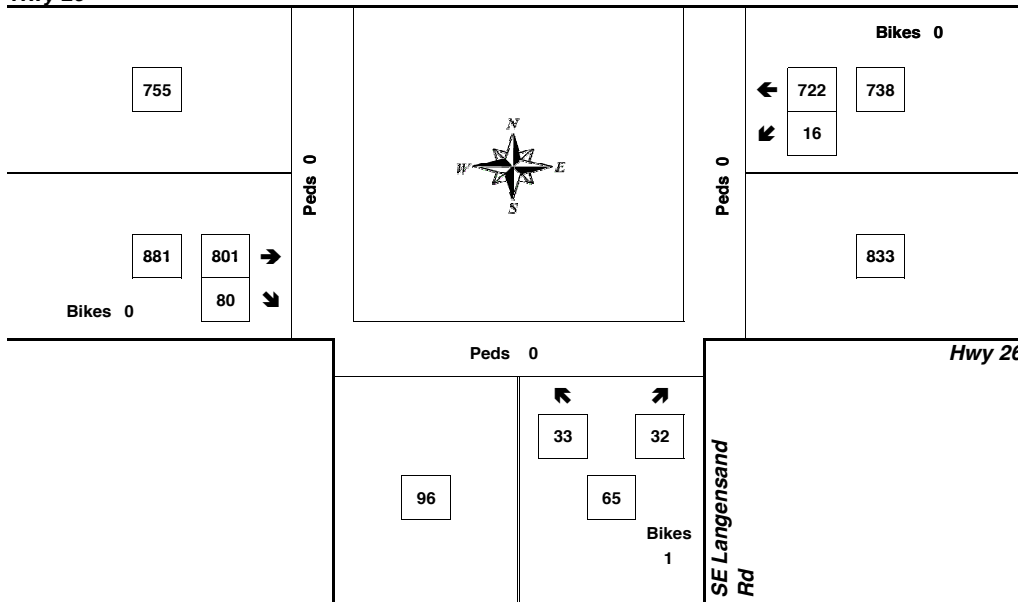 Bikes 0
755
722 738
16
N
W E
S
Peds 0
Peds 0
881 801
80
833
Bikes 0
Peds 0
Hwy 26
33 32
96
65
Bikes
1
SE Langensand
Rd